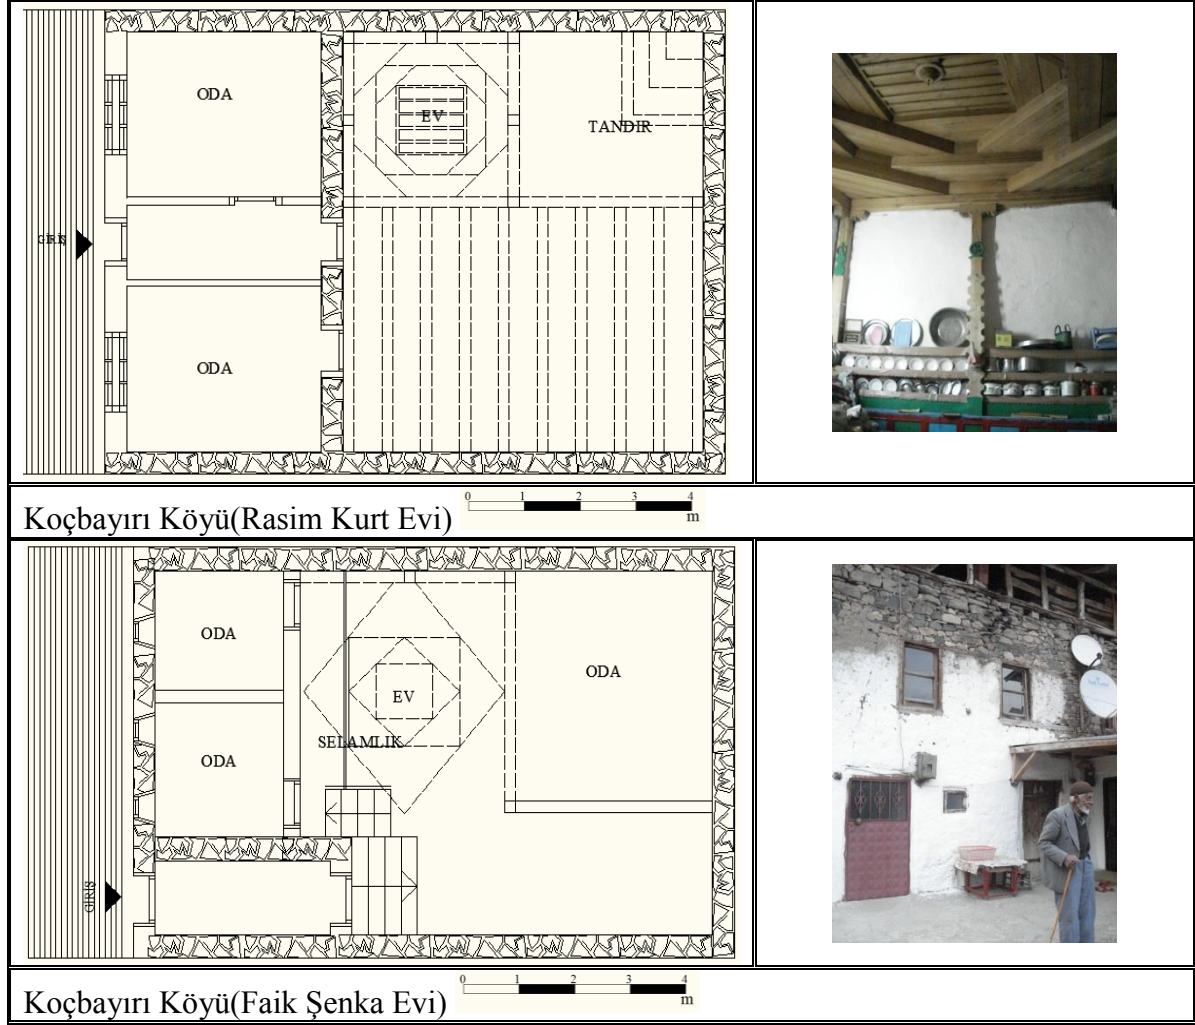 ODA
EV
TANDIR
GİRİŞ
ODA
Koçbayırı Köyü(Rasim Kurt Evi)
0 1 2 3 4
m
ODA
ODA
EV
SELAMLIK
ODA
GİRİŞ
Koçbayırı Köyü(Faik Şenka Evi)
0 1 2 3 4
m